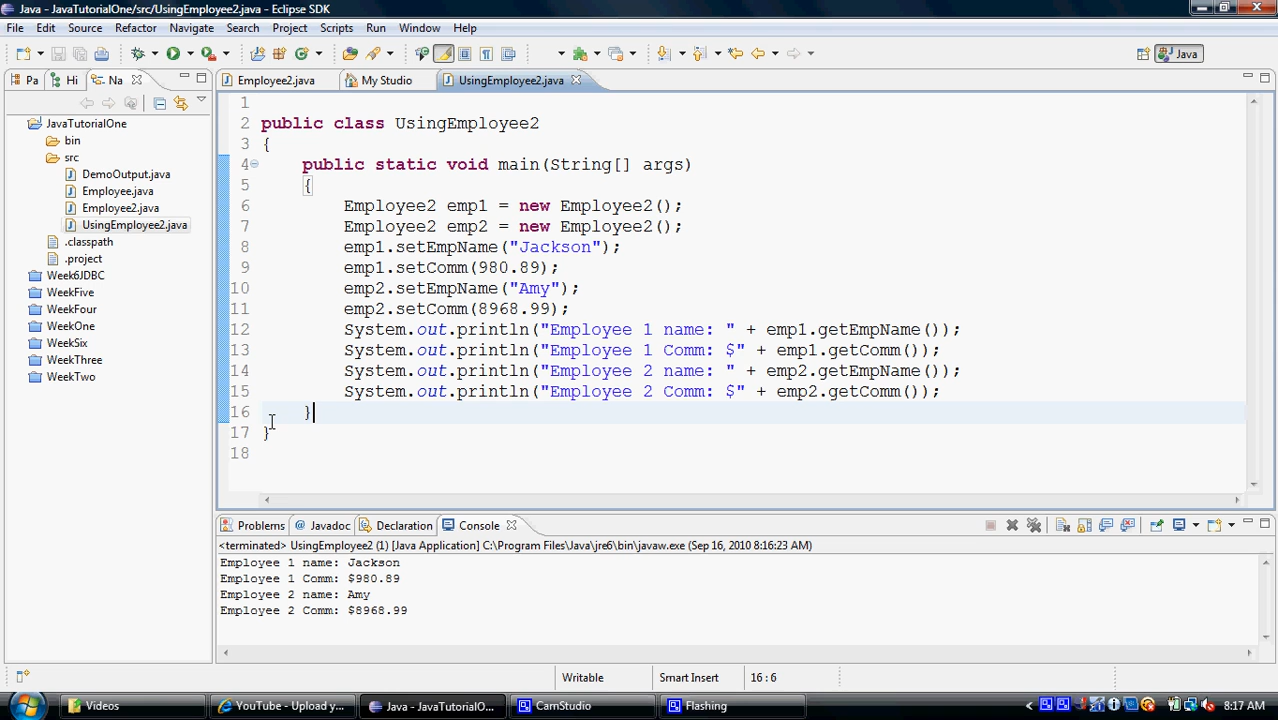 Java - JavaTutorialOne/src/UsingEmployee2.java - Eclipse SDK
File Edit Source Refactor Navigate Search Project Scripts Run Window Help
Java
Pa Hi Na
Employee2.java My Studio UsingEmployee2.java
JavaTutorialOne
bin
src
DemoOutput.java
Employee.java
Employee2.java
UsingEmployee2.java
.classpath
.project
Week6JDBC
WeekFive
WeekFour
WeekOne
WeekSix
WeekThree
WeekTwo
1
2 public class UsingEmployee2
3 {
4 public static void main(String[] args)
5 {
6 Employee2 emp1 = new Employee2();
7 Employee2 emp2 = new Employee2();
8 emp1.setEmpName("Jackson");
9 emp1.setComm(980.89);
10 emp2.setEmpName("Amy");
11 emp2.setComm(8968.99);
12 System.out.println("Employee 1 name: " + emp1.getEmpName());
13 System.out.println("Employee 1 Comm: $" + emp1.getComm());
14 System.out.println("Employee 2 name: " + emp2.getEmpName());
15 System.out.println("Employee 2 Comm: $" + emp2.getComm());
16 }
17 }
18
Problems @ Javadoc Declaration Console
<terminated> UsingEmployee2 (1) [Java Application] C:\Program Files\Java\jre6\bin\javaw.exe (Sep 16, 2010 8:16:23 AM)
Employee 1 name: Jackson
Employee 1 Comm: $980.89
Employee 2 name: Amy
Employee 2 Comm: $8968.99
Writable Smart Insert 16 : 6
Videos YouTube - Upload y... Java - JavaTutorialO... CamStudio Flashing 8:17 AM